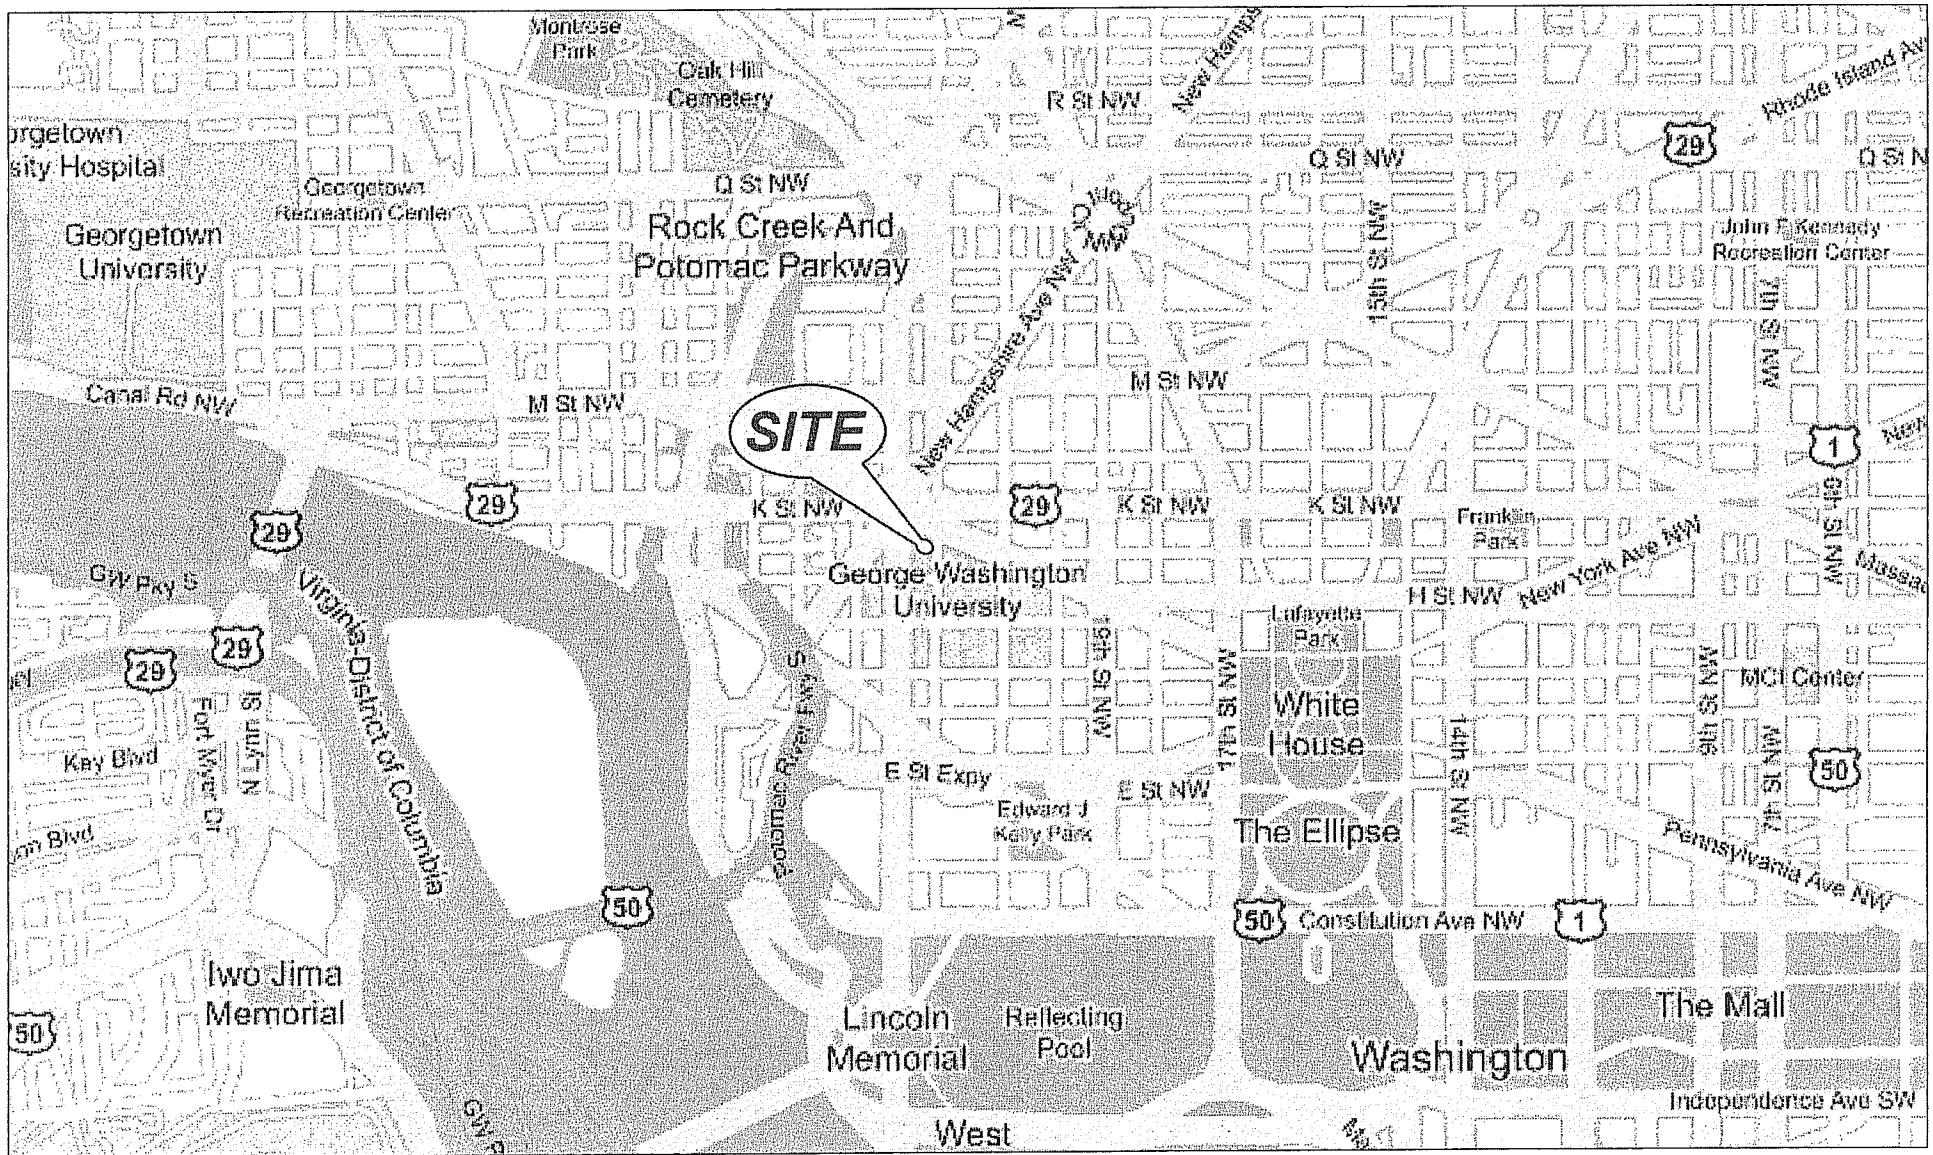 Montrose
Park
Oak Hill
Cemetery
New Hamps
R St NW
Rhode Island Av
29
orgetown
sity Hospital
Q St NW
Q St N
Georgetown
Recreation Center
Q St NW
Georgetown
University
Rock Creek And
Potomac Parkway
15th St NW
John F Kennedy
Recreation Center
7th St NW
New Hampshire Ave NW
Canal Rd NW
M St NW
M St NW
SITE
1
29
29
K St NW
29
K St NW
K St NW
Franklin
Park
New York Ave NW
Massac
GW Pky S
George Washington
University
H St NW
Lafayette
Park
29
29
Virginia-District of Columbia
19th St NW
17th St NW
White
House
MCI Center
N Lynn St
Fort Myer Dr
Key Blvd
Potomac River Fwy S
14th St NW
7th St NW
50
E St Expy
E St NW
Edward J
Kelly Park
The Ellipse
Pennsylvania Ave NW
50
50
Constitution Ave NW
1
Iwo Jima
Memorial
50
Lincoln
Memorial
Reflecting
Pool
The Mall
Washington
Independence Ave SW
West